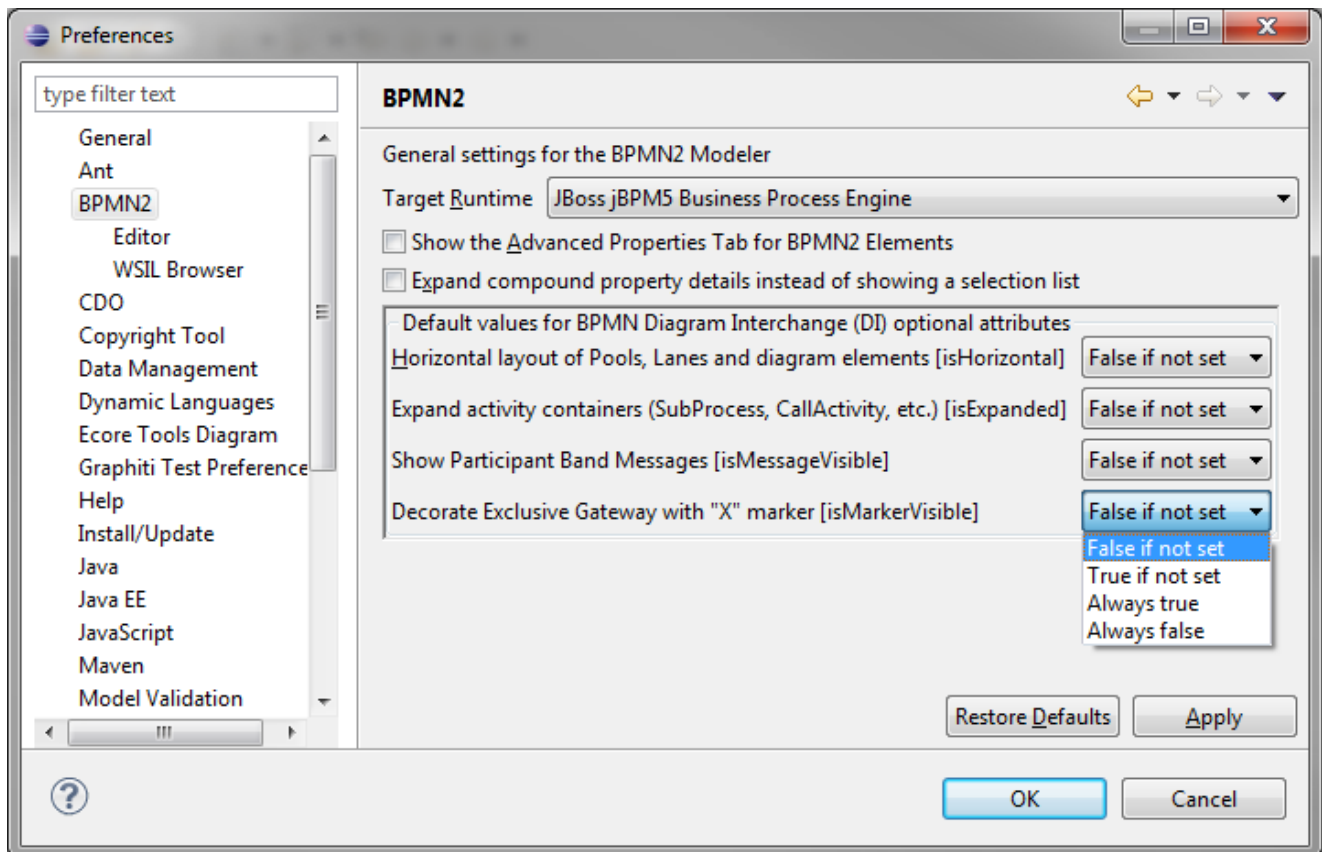 Preferences
type filter text
General
Ant
BPMN2
Editor
WSIL Browser
CDO
Copyright Tool
Data Management
Dynamic Languages
Ecore Tools Diagram
Graphiti Test Preference
Help
Install/Update
Java
Java EE
JavaScript
Maven
Model Validation
BPMN2
General settings for the BPMN2 Modeler
Target Runtime JBoss jBPM5 Business Process Engine
Show the Advanced Properties Tab for BPMN2 Elements
Expand compound property details instead of showing a selection list
Default values for BPMN Diagram Interchange (DI) optional attributes
Horizontal layout of Pools, Lanes and diagram elements [isHorizontal] False if not set
Expand activity containers (SubProcess, CallActivity, etc.) [isExpanded] False if not set
Show Participant Band Messages [isMessageVisible] False if not set
Decorate Exclusive Gateway with "X" marker [isMarkerVisible] False if not set
False if not set
True if not set
Always true
Always false
Restore Defaults Apply
OK Cancel